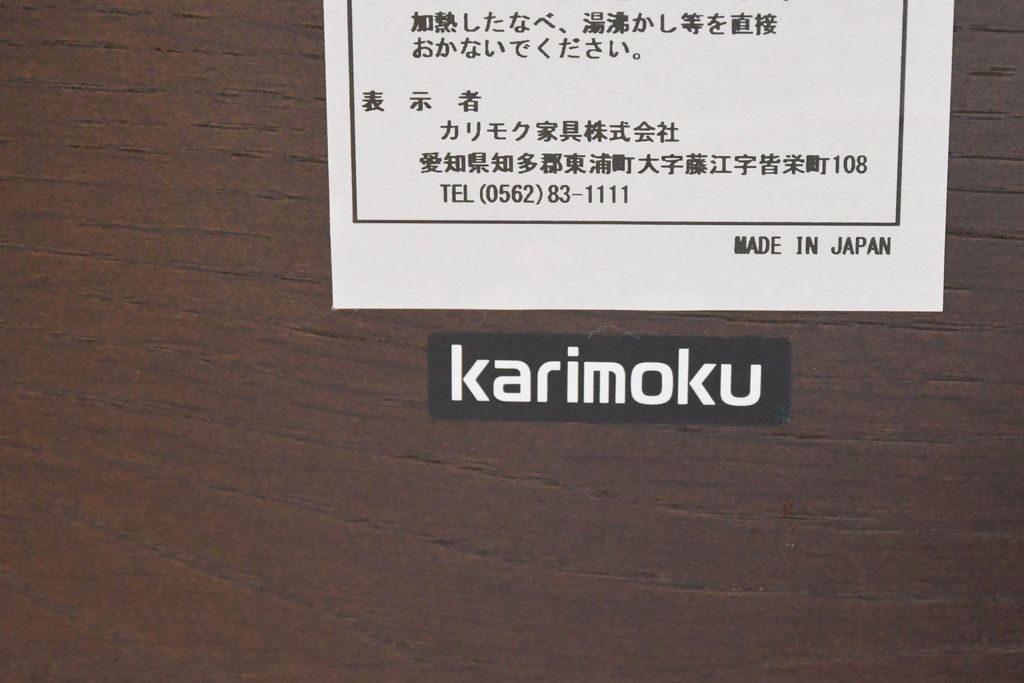 加熱したなべ、湯沸かし等を直接
おかないでください。
表 示 者
カリモク家具株式会社
愛知県知多郡東浦町大字藤江字皆栄町108
TEL(0562)83-1111
MADE IN JAPAN
karimoku